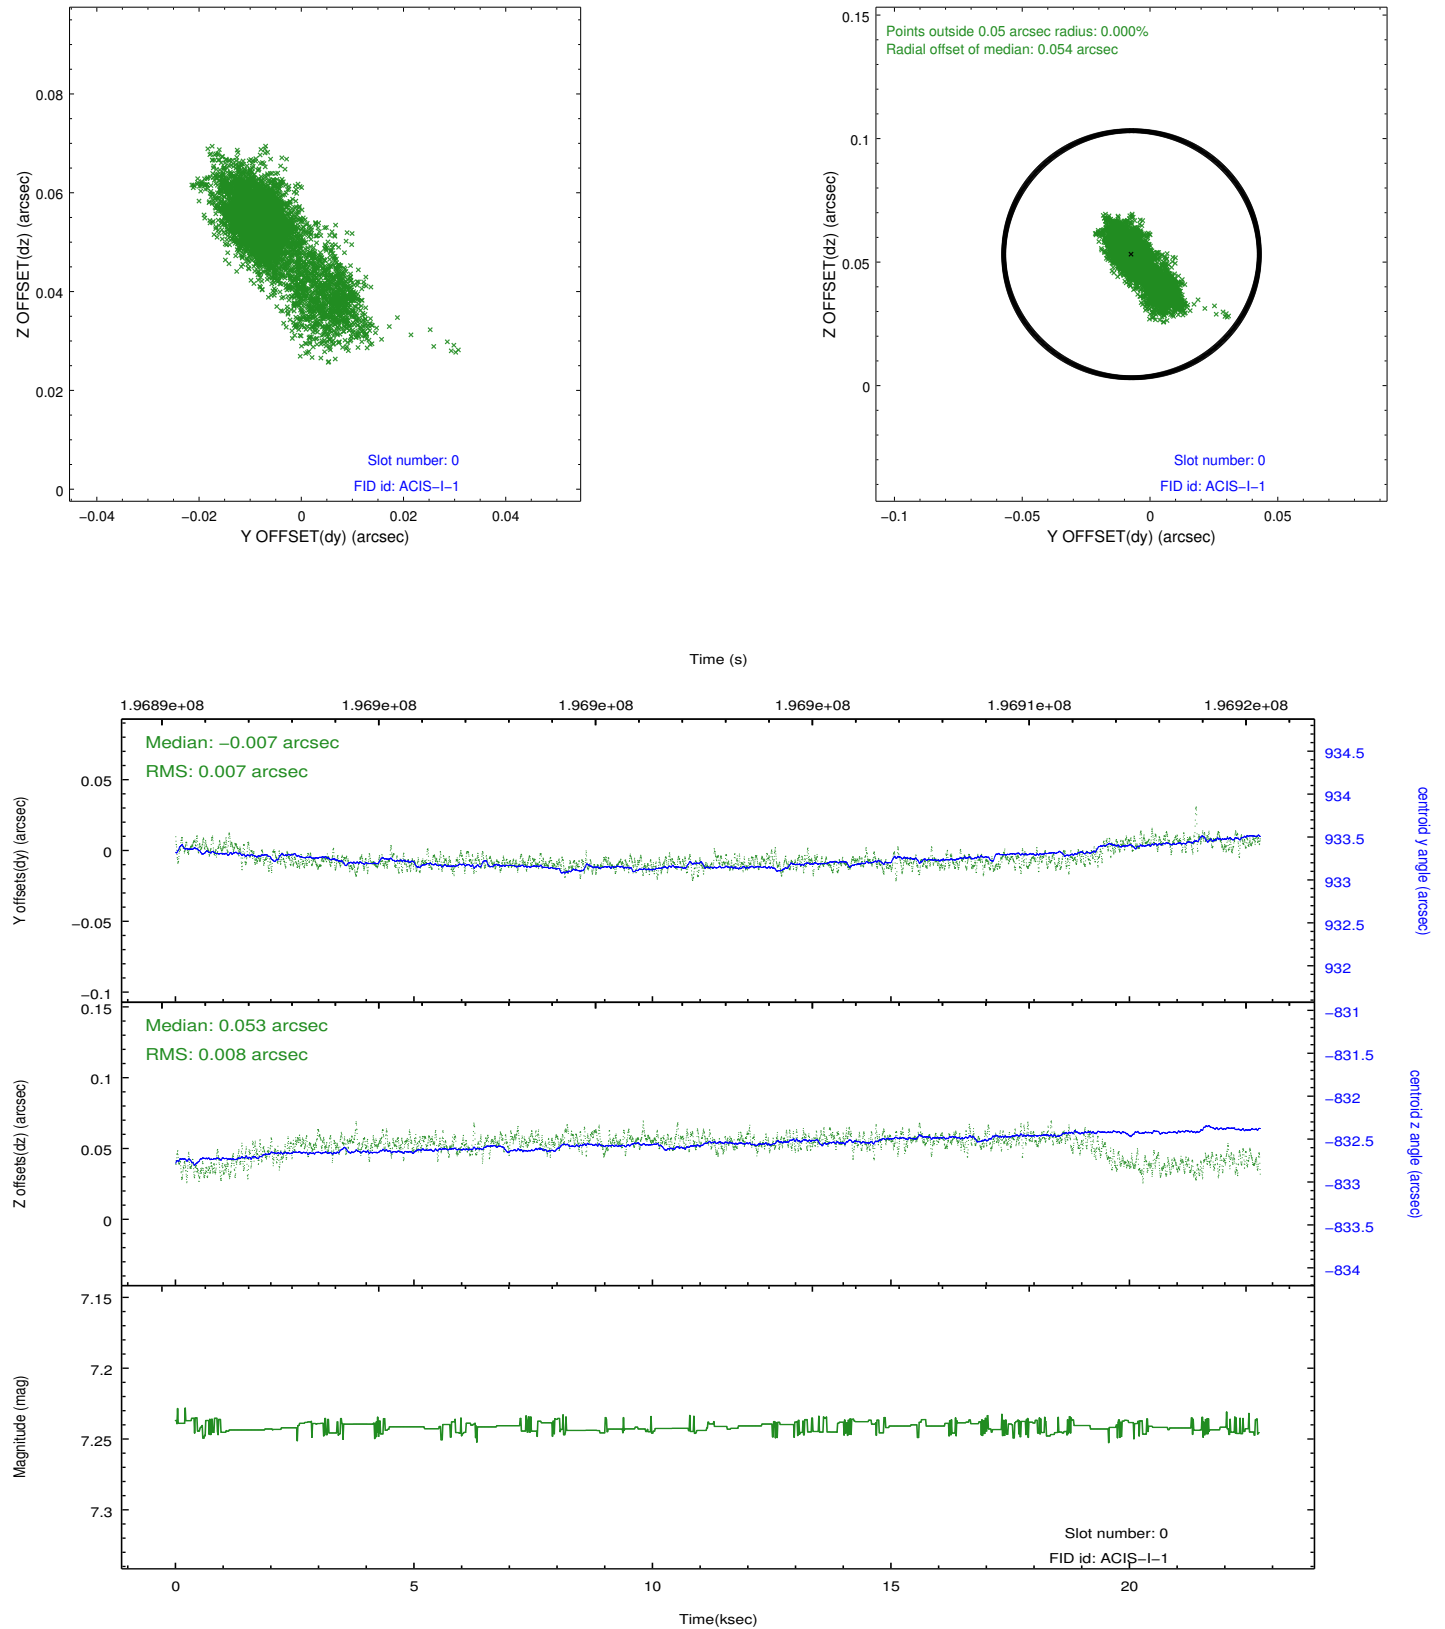 0.08
0.06
0.04
0.02
0
−0.04
−0.02
0
0.02
0.04
Z OFFSET(dz) (arcsec)
Y OFFSET(dy) (arcsec)
Slot number: 0
FID id: ACIS−I−1
Points outside 0.05 arcsec radius: 0.000%
Radial offset of median: 0.054 arcsec
0.15
0.1
0.05
0
−0.1
−0.05
0
0.05
Z OFFSET(dz) (arcsec)
Y OFFSET(dy) (arcsec)
Slot number: 0
FID id: ACIS−I−1
Time (s)
1.9689e+08
1.969e+08
1.969e+08
1.969e+08
1.9691e+08
1.9692e+08
Median: −0.007 arcsec
RMS: 0.007 arcsec
0.05
0
−0.05
−0.1
Y offsets(dy) (arcsec)
934.5
934
933.5
933
932.5
932
centroid y angle (arcsec)
Median: 0.053 arcsec
RMS: 0.008 arcsec
0.15
0.1
0.05
0
Z offsets(dz) (arcsec)
−831
−831.5
−832
−832.5
−833
−833.5
−834
centroid z angle (arcsec)
7.15
7.2
7.25
7.3
Magnitude (mag)
Slot number: 0
FID id: ACIS−I−1
0
5
10
15
20
Time(ksec)